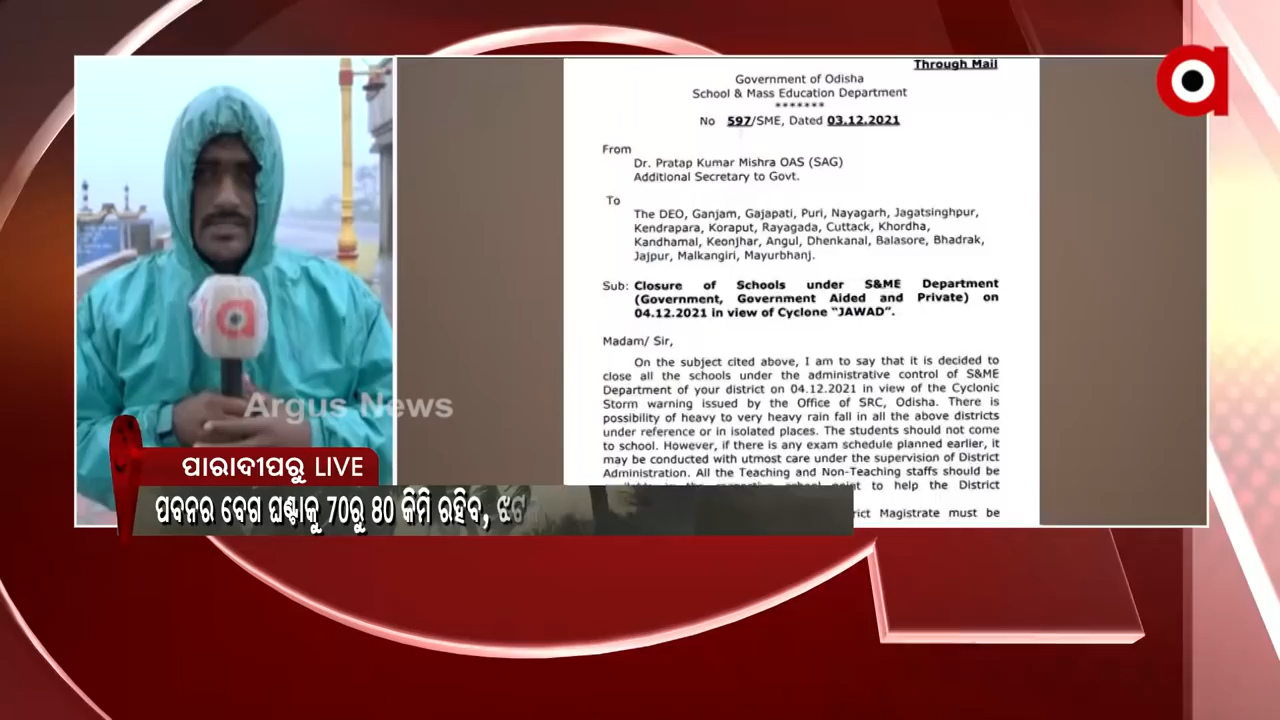 Through Mail
Government of Odisha
School & Mass Education Department
*******
No 597/SME, Dated 03.12.2021
From
Dr. Pratap Kumar Mishra OAS (SAG)
Additional Secretary to Govt.
To
The DEO, Ganjam, Gajapati, Puri, Nayagarh, Jagatsinghpur,
Kendrapara, Koraput, Rayagada, Cuttack, Khordha,
Kandhamal, Keonjhar, Angul, Dhenkanal, Balasore, Bhadrak,
Jajpur, Malkangiri, Mayurbhanj.
Sub: Closure of Schools under S&ME Department
(Government, Government Aided and Private) on
04.12.2021 in view of Cyclone “JAWAD”.
Madam/ Sir,
On the subject cited above, I am to say that it is decided to
close all the schools under the administrative control of S&ME
Department of your district on 04.12.2021 in view of the Cyclonic
Storm warning issued by the Office of SRC, Odisha. There is
possibility of heavy to very heavy rain fall in all the above districts
under reference or in isolated places. The students should not come
to school. However, if there is any exam schedule planned earlier, it
may be conducted with utmost care under the supervision of District
Administration. All the Teaching and Non-Teaching staffs should be
point to help the District
Magistrate must be
a
Argus News
ପାରାଦୀପରୁ LIVE
ପବନର ବେଗ ଘଣ୍ଟାକୁ 70ରୁ 80 କିମି ରହିବ,